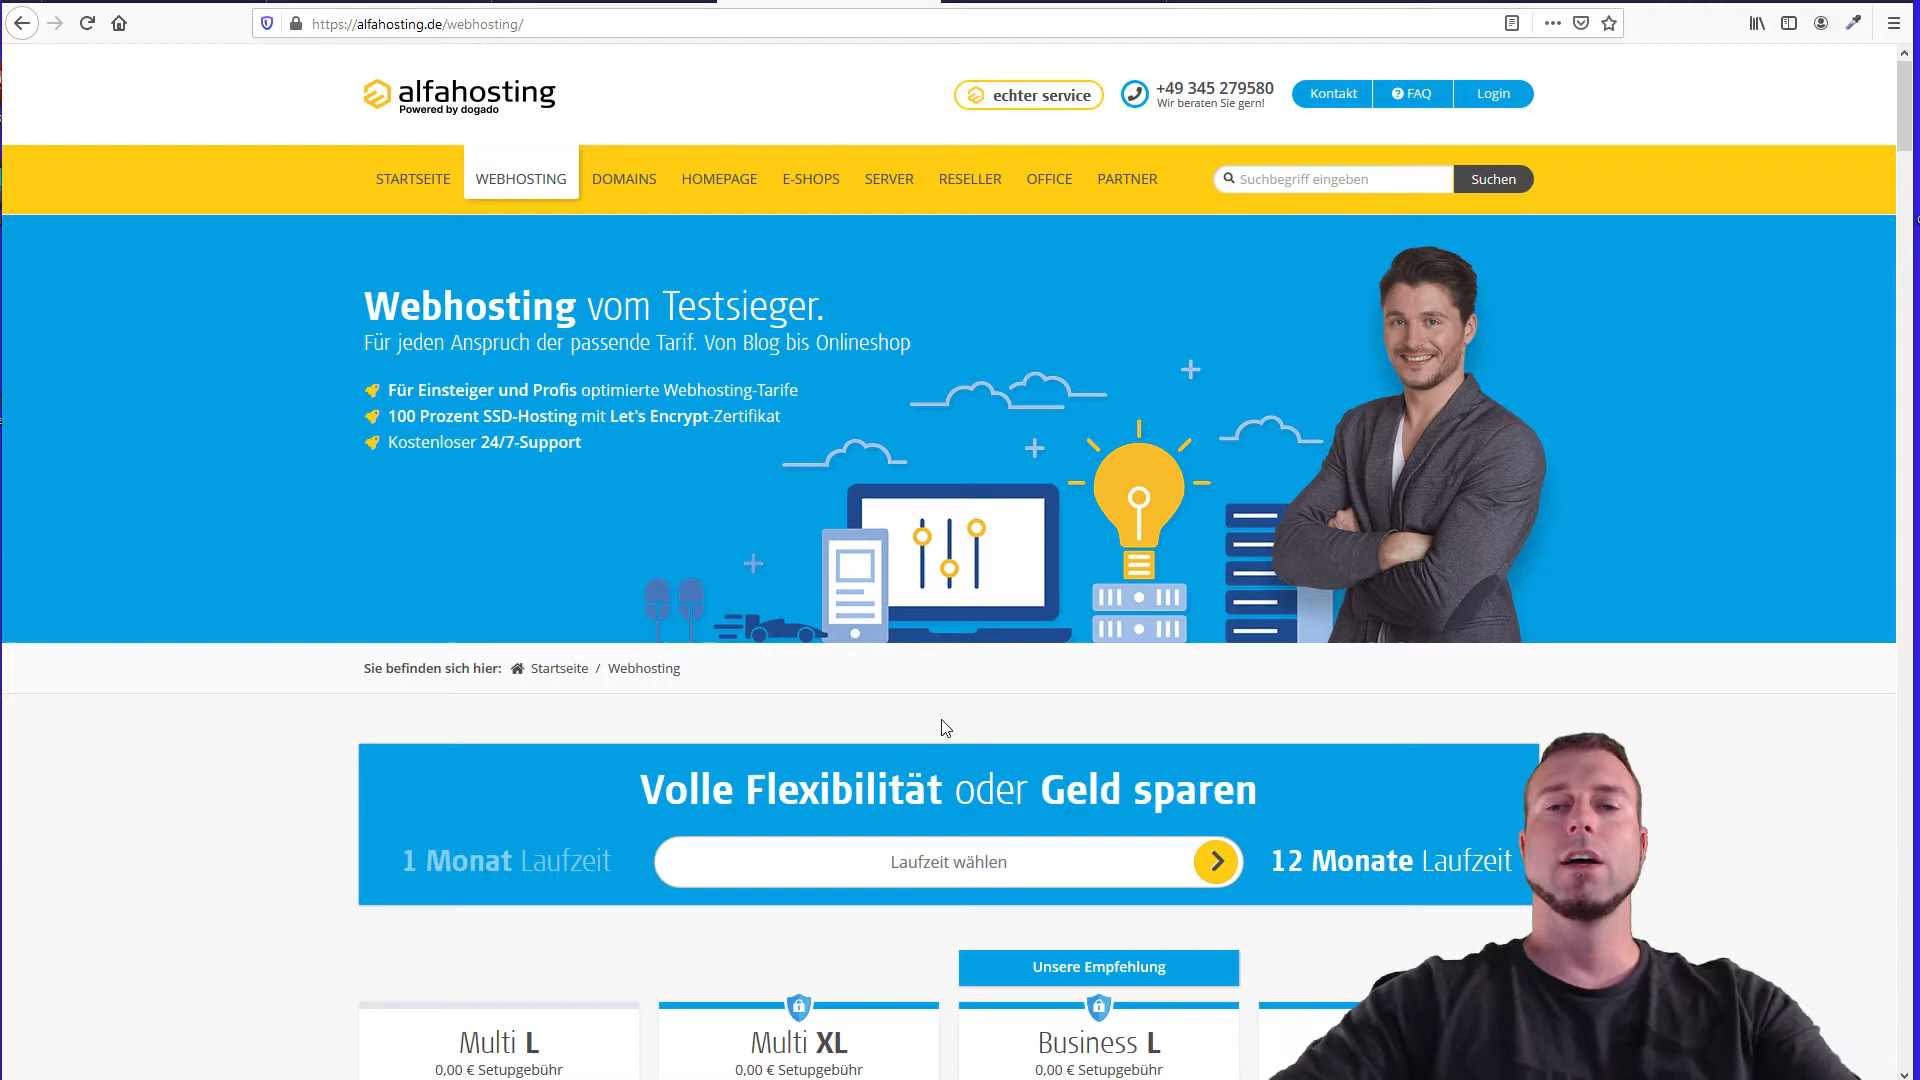 https://alfahosting.de/webhosting/
alfahosting
Powered by dogado
echter service
+49 345 279580
Wir beraten Sie gern!
Kontakt
FAQ
Login
STARTSEITE
WEBHOSTING
DOMAINS
HOMEPAGE
E-SHOPS
SERVER
RESELLER
OFFICE
PARTNER
Suchbegriff eingeben
Suchen
Webhosting vom Testsieger.
Für jeden Anspruch der passende Tarif. Von Blog bis Onlineshop
Für Einsteiger und Profis optimierte Webhosting-Tarife
100 Prozent SSD-Hosting mit Let's Encrypt-Zertifikat
Kostenloser 24/7-Support
Sie befinden sich hier: Startseite / Webhosting
Volle Flexibilität oder Geld sparen
1 Monat Laufzeit
Laufzeit wählen
12 Monate Laufzeit
Unsere Empfehlung
Multi L
0,00 € Setupgebühr
Multi XL
0,00 € Setupgebühr
Business L
0,00 € Setupgebühr